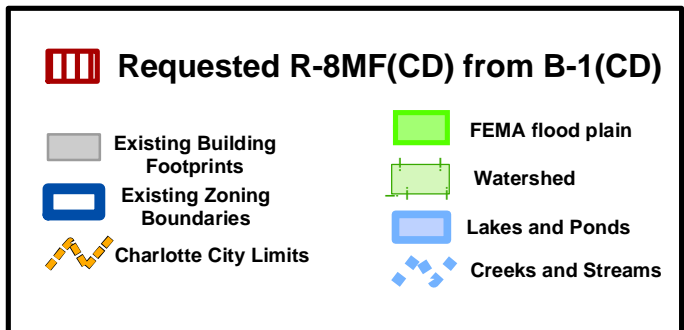 Requested R-8MF(CD) from B-1(CD)
Existing Building
Footprints
Existing Zoning
Boundaries
Charlotte City Limits
FEMA flood plain
Watershed
Lakes and Ponds
Creeks and Streams